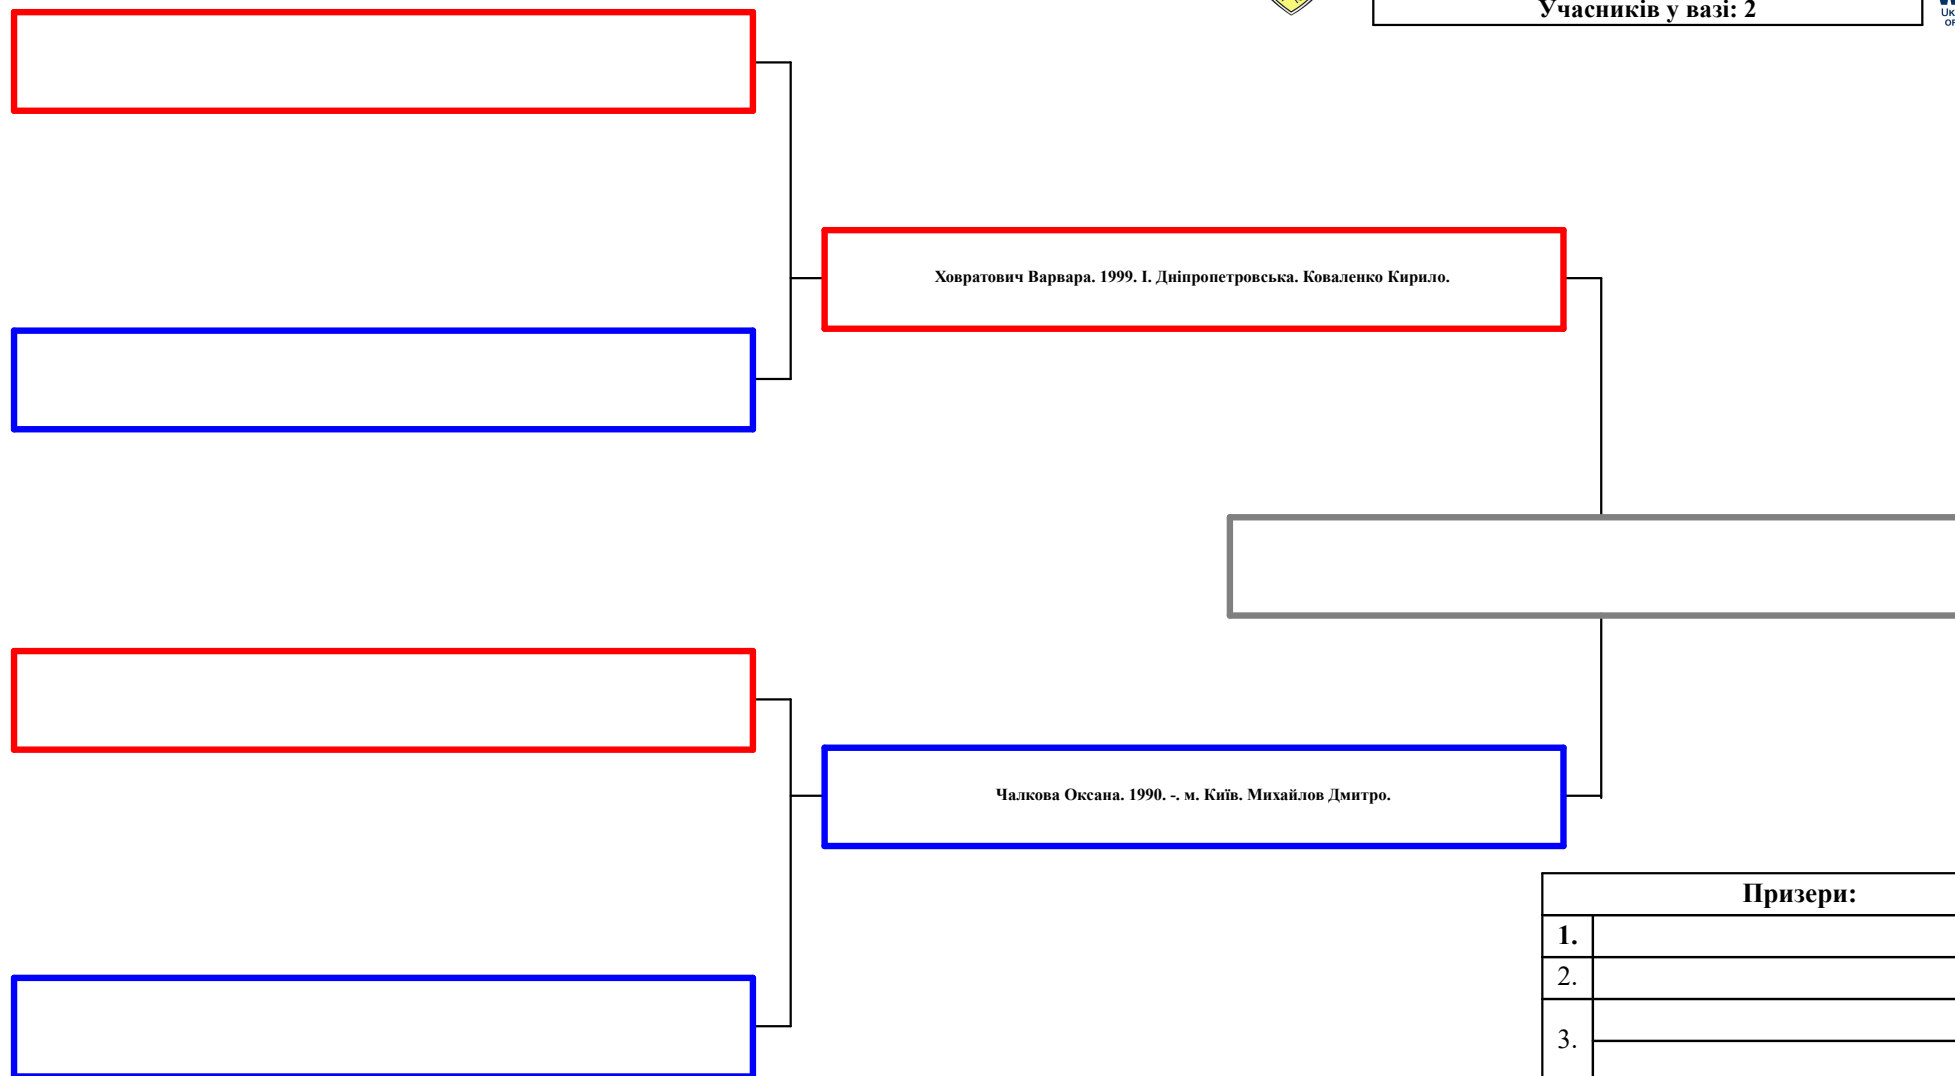 Учасників у вазі: 2
Ховратович Варвара. 1999. І. Дніпропетровська. Коваленко Кирило.
Чалкова Оксана. 1990. -. м. Київ. Михайлов Дмитро.
Призери:
1.
2.
3.